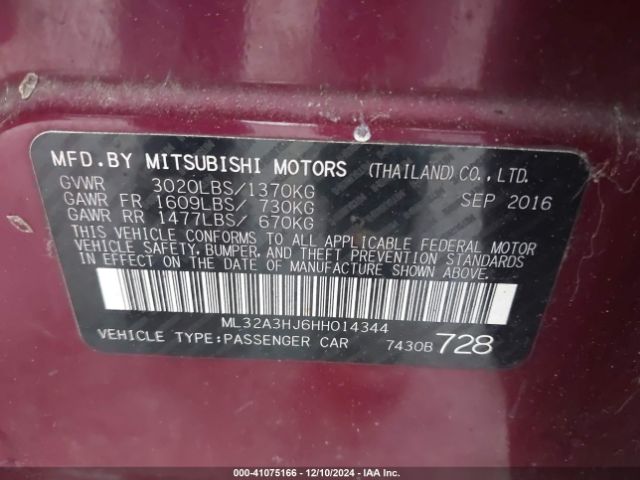 MFD.BY MITSUBISHI MOTORS (THAILAND) CO., LTD.
GVWR 3020LBS/1370KG SEP 2016
GAWR FR 1609LBS/ 730KG
GAWR RR 1477LBS/ 670KG
THIS VEHICLE CONFORMS TO ALL APPLICABLE FEDERAL MOTOR
VEHICLE SAFETY, BUMPER, AND THEFT PREVENTION STANDARDS
IN EFFECT ON THE DATE OF MANUFACTURE SHOWN ABOVE.
ML32A3HJ6HH014344
VEHICLE TYPE:PASSENGER CAR 7430B 728
000-41075166 - 12/10/2024 - IAA Inc.